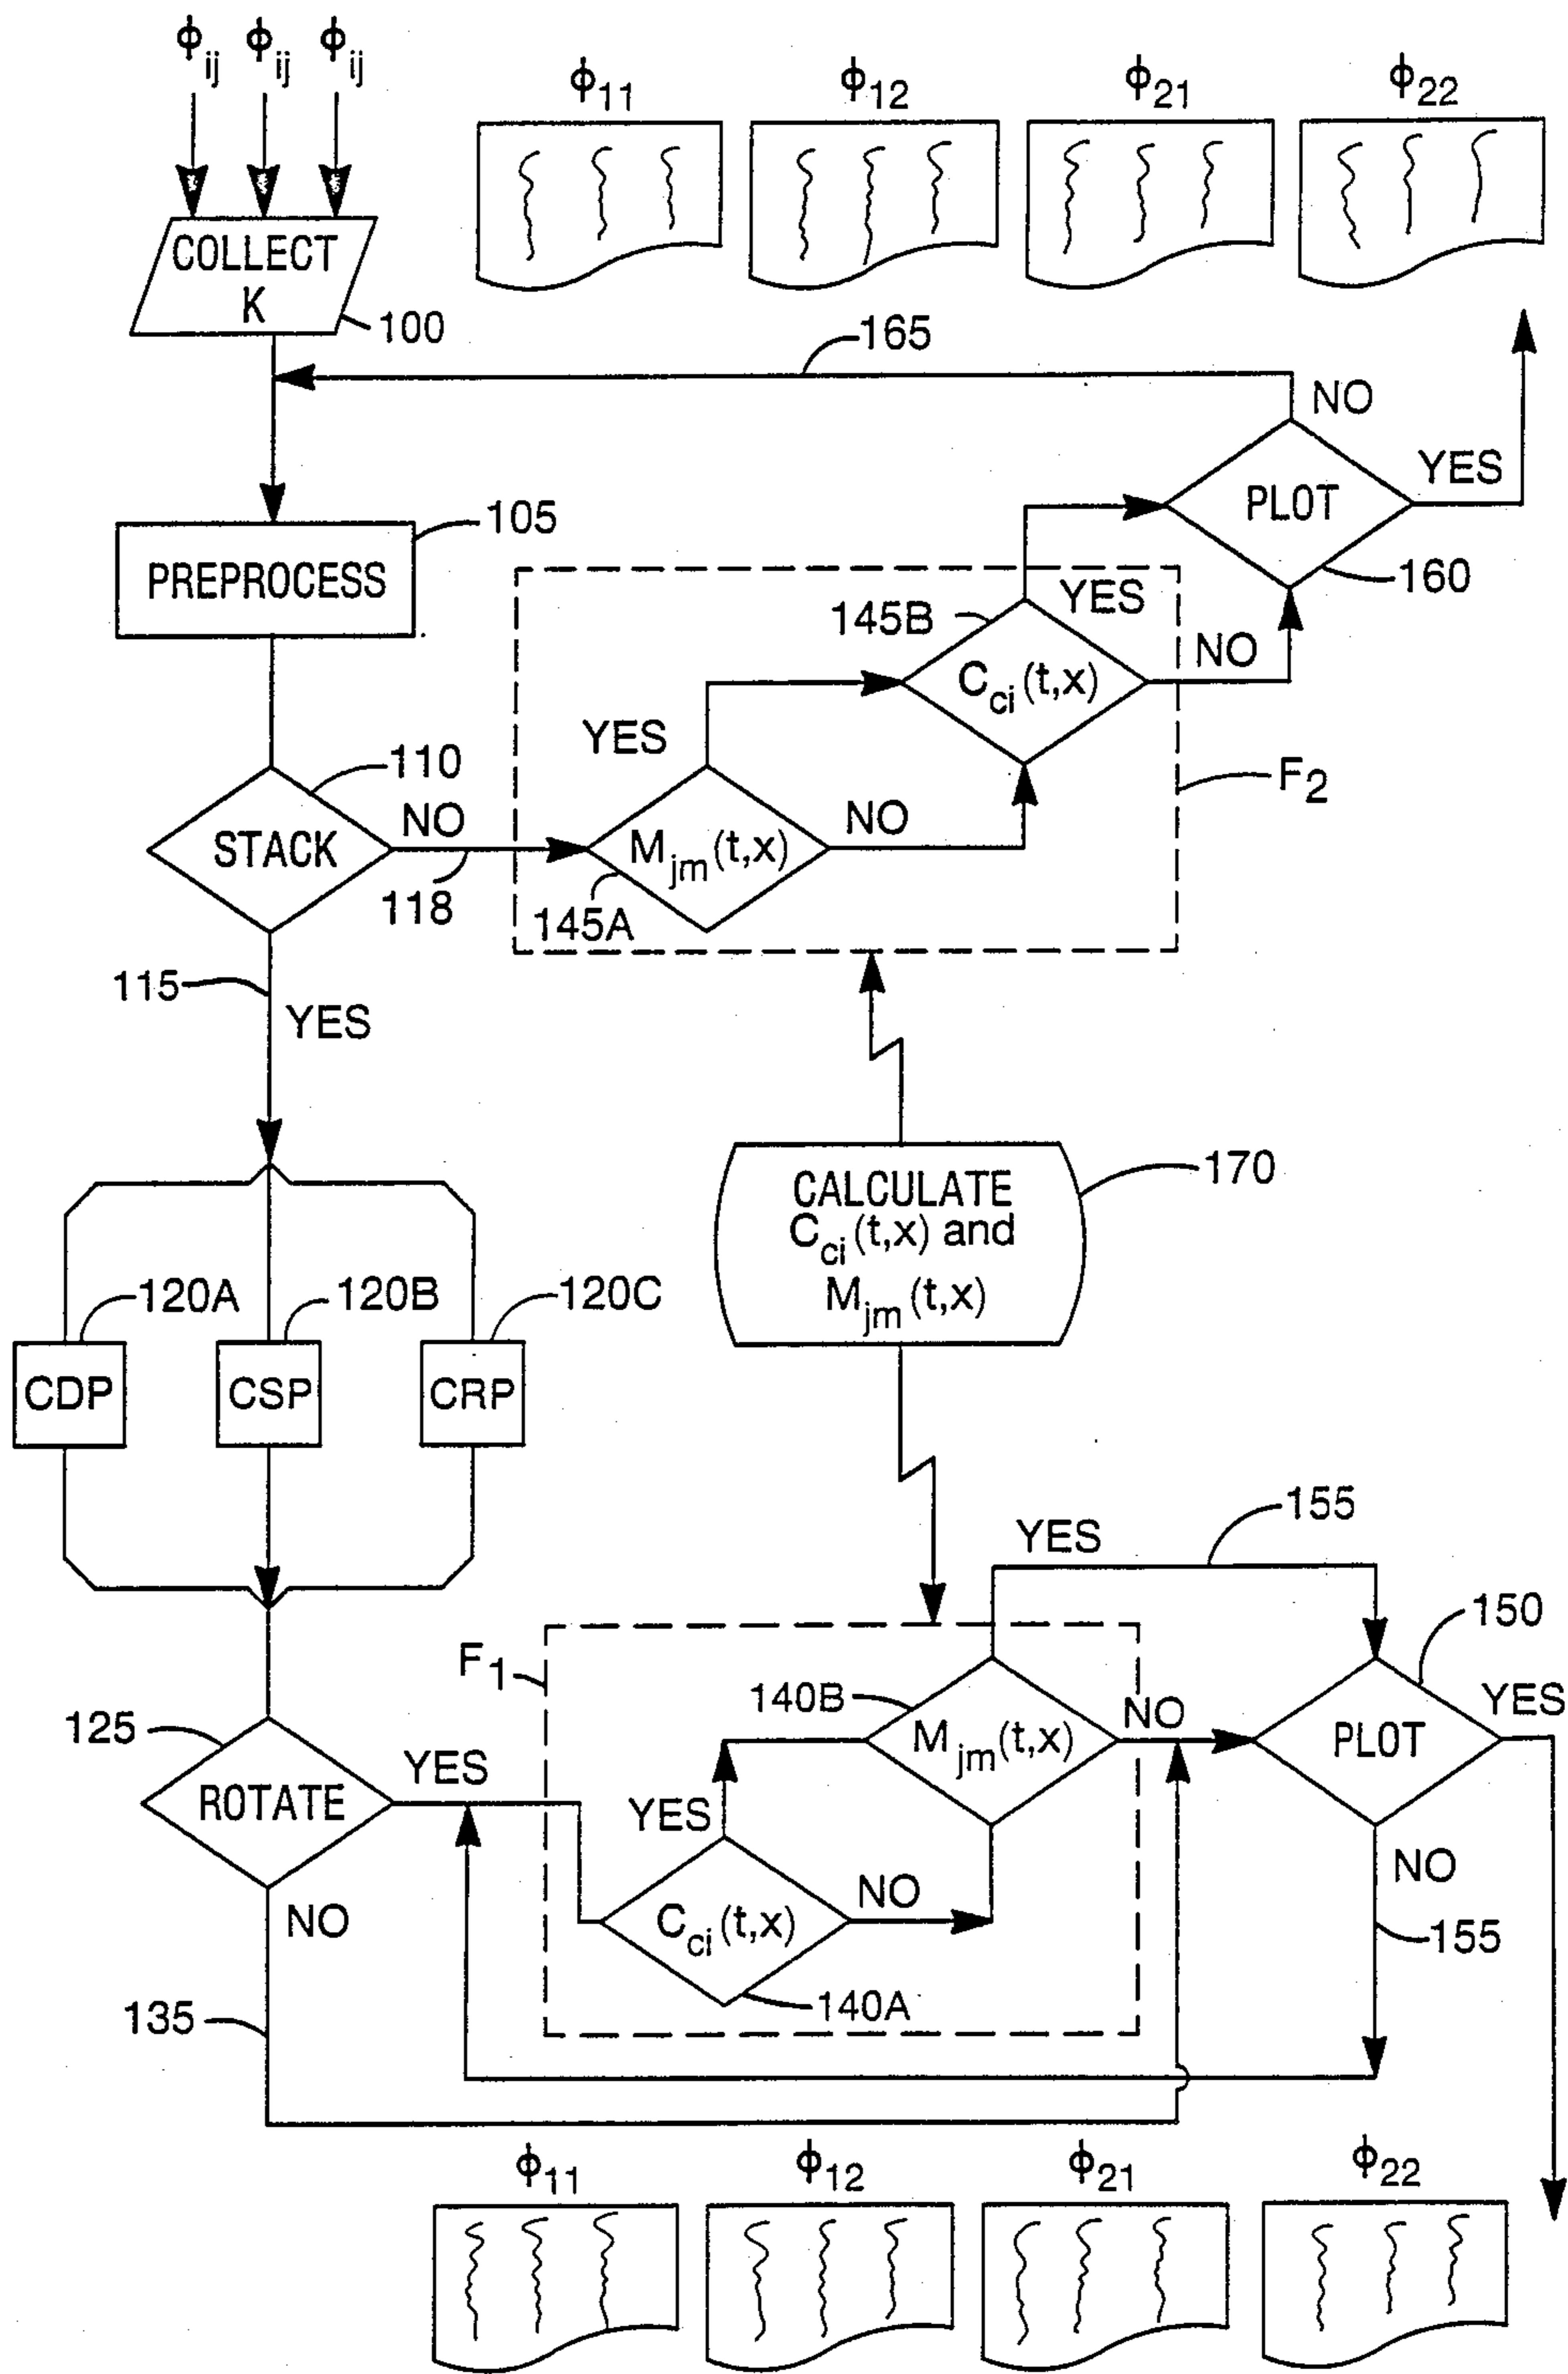 ϕij ϕij ϕij
ϕ11 ϕ12 ϕ21 ϕ22
COLLECT
K
100
165
NO
YES
PLOT
160
105
PREPROCESS
145B
YES
Cci(t,x)
NO
YES
110
STACK
NO
118
Mjm(t,x)
NO
145A
F2
115
YES
170
CALCULATE
Cci(t,x) and
Mjm(t,x)
120A 120B 120C
CDP CSP CRP
YES
155
150
F1
140B
Mjm(t,x)
NO
PLOT
YES
125
ROTATE
YES
YES
NO
Cci(t,x)
NO
NO
155
140A
135
ϕ11 ϕ12 ϕ21 ϕ22